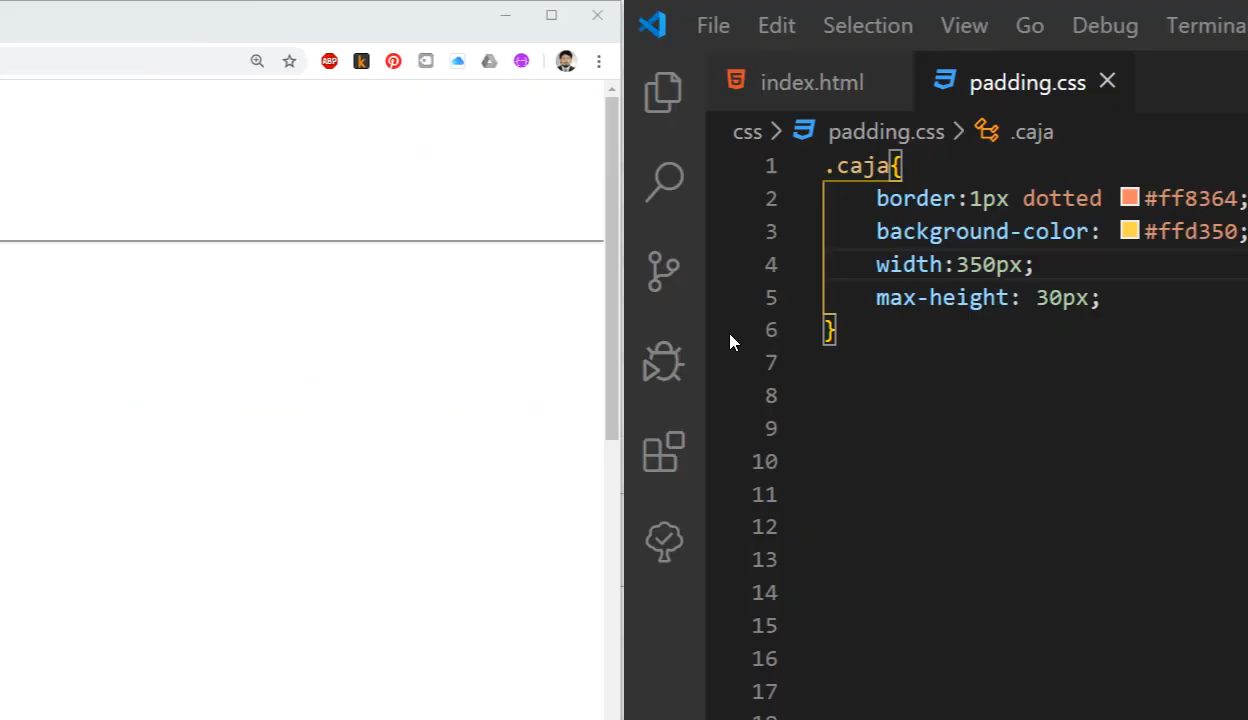 File Edit Selection View Go Debug Termina
ABP k
index.html padding.css
css > padding.css > .caja
1 .caja{
2 border:1px dotted #ff8364;
3 background-color: #ffd350;
4 width:350px;
5 max-height: 30px;
6 }
7
8
9
10
11
12
13
14
15
16
17